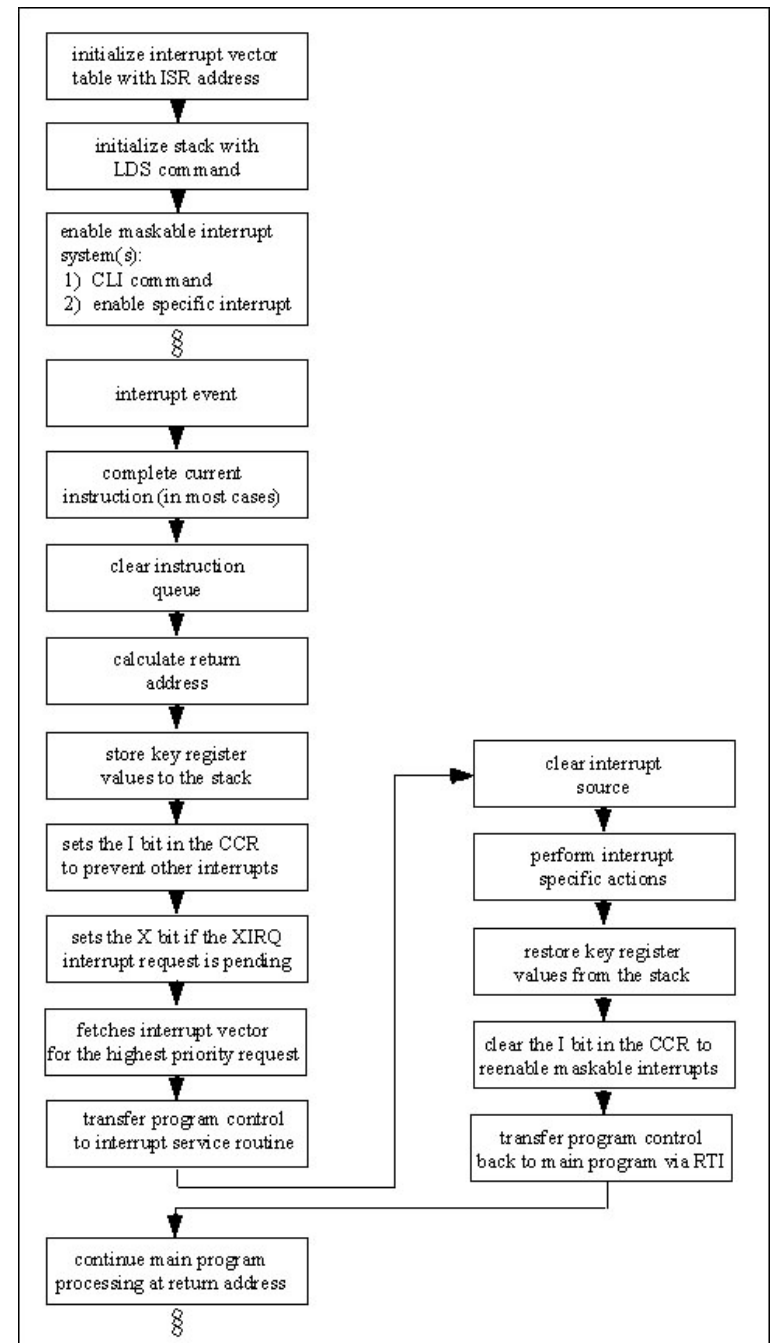 initialize interrupt vector
table with ISR address
initialize stack with
LDS command
enable maskable interrupt
system(s):
1) CLI command
2) enable specific interrupt
§
interrupt event
complete current
instruction (in most cases)
clear instruction
queue
calculate return
address
store key register
values to the stack
sets the I bit in the CCR
to prevent other interrupts
sets the X bit if the XIRQ
interrupt request is pending
fetches interrupt vector
for the highest priority request
transfer program control
to interrupt service routine
clear interrupt
source
perform interrupt
specific actions
restore key register
values from the stack
clear the I bit in the CCR to
reenable maskable interrupts
transfer program control
back to main program via RTI
continue main program
processing at return address
§